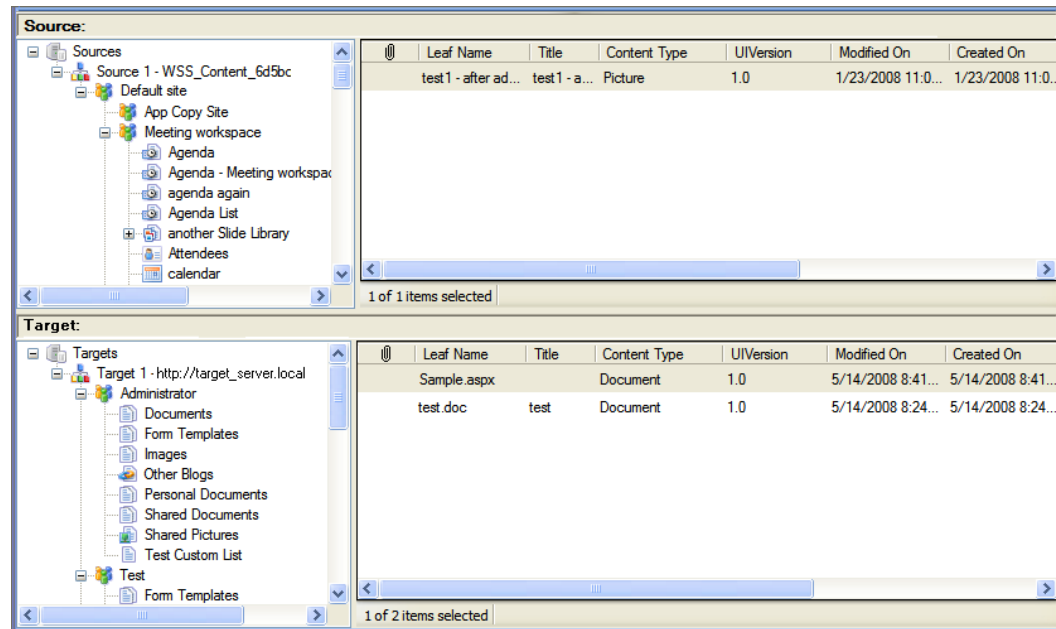 Source:
Sources
Source 1 - WSS_Content_6d5bc
Default site
App Copy Site
Meeting workspace
Agenda
Agenda - Meeting workspac
agenda again
Agenda List
another Slide Library
Attendees
calendar
Leaf Name Title Content Type UIVersion Modified On Created On
test1 - after ad... test1 - a... Picture 1.0 1/23/2008 11:0... 1/23/2008 11:0..
1 of 1 items selected
Target:
Targets
Target 1 - http://target_server.local
Administrator
Documents
Form Templates
Images
Other Blogs
Personal Documents
Shared Documents
Shared Pictures
Test Custom List
Test
Form Templates
Leaf Name Title Content Type UIVersion Modified On Created On
Sample.aspx Document 1.0 5/14/2008 8:41... 5/14/2008 8:41...
test.doc test Document 1.0 5/14/2008 8:24... 5/14/2008 8:24...
1 of 2 items selected